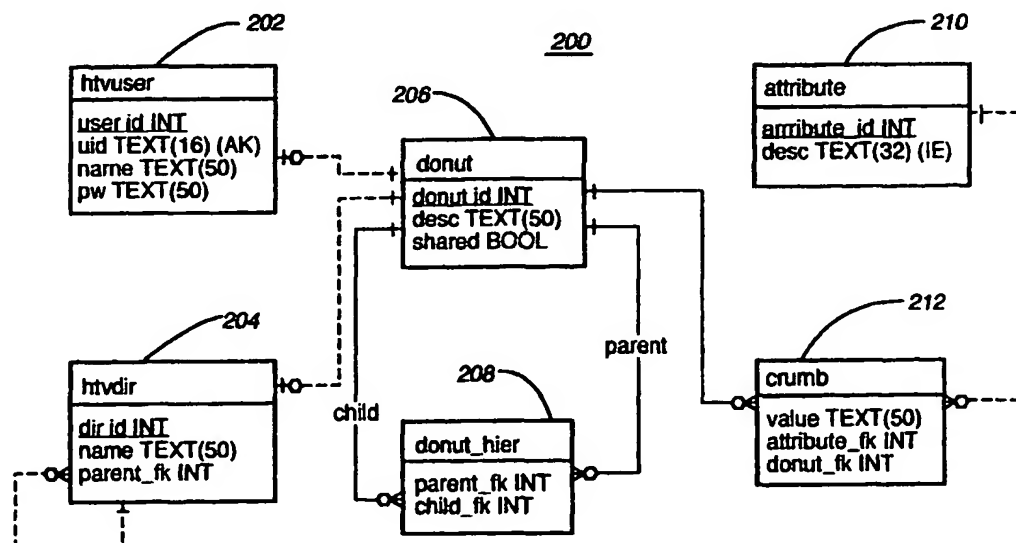 202
htvuser
user id INT
uid TEXT(16) (AK)
name TEXT(50)
pw TEXT(50)
200
206
donut
donut id INT
desc TEXT(50)
shared BOOL
210
attribute
arrribute_id INT
desc TEXT(32) (IE)
204
htvdir
dir id INT
name TEXT(50)
parent_fk INT
child
parent
208
donut_hier
parent_fk INT
child_fk INT
212
crumb
value TEXT(50)
attribute_fk INT
donut_fk INT